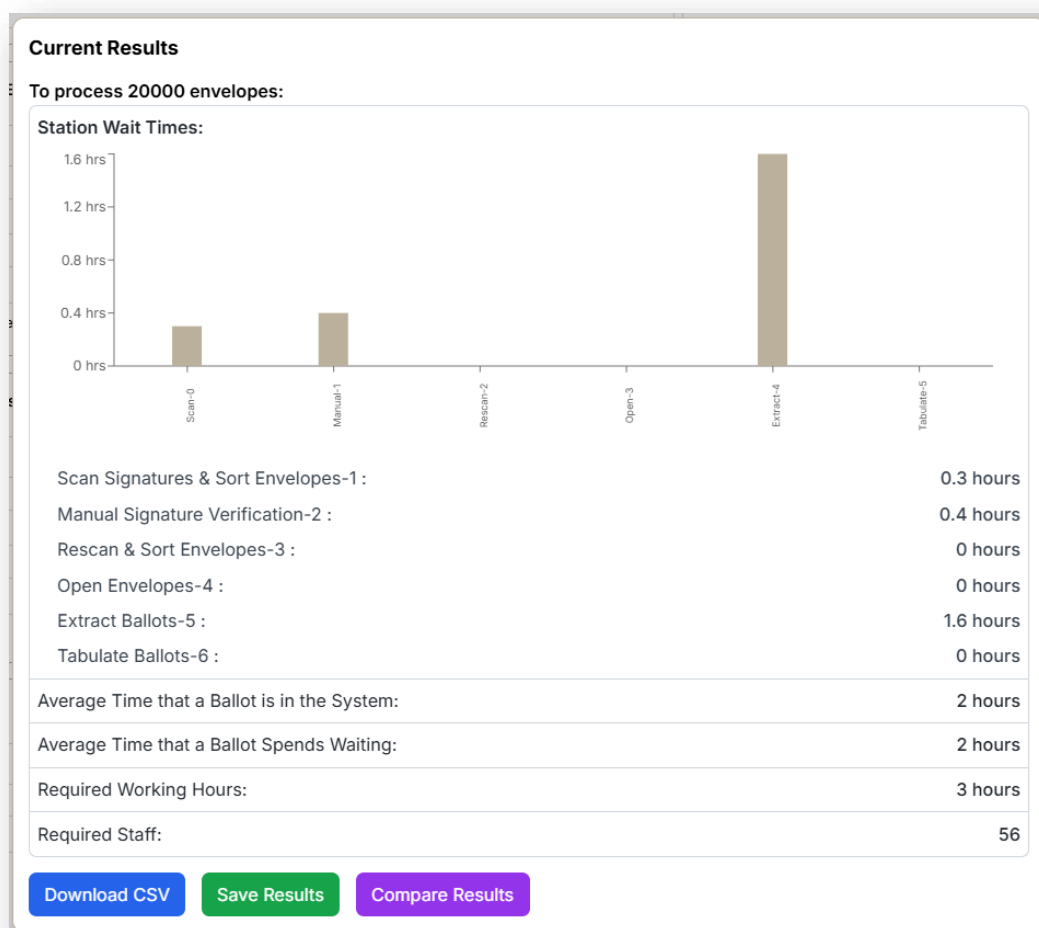 Current Results
To process 20000 envelopes:
Station Wait Times:
1.6 hrs
1.2 hrs
0.8 hrs
0.4 hrs
0 hrs
Scan-0
Manual-1
Rescan-2
Open-3
Extract-4
Tabulate-5
Scan Signatures & Sort Envelopes-1 : 0.3 hours
Manual Signature Verification-2 : 0.4 hours
Rescan & Sort Envelopes-3 : 0 hours
Open Envelopes-4 : 0 hours
Extract Ballots-5 : 1.6 hours
Tabulate Ballots-6 : 0 hours
Average Time that a Ballot is in the System: 2 hours
Average Time that a Ballot Spends Waiting: 2 hours
Required Working Hours: 3 hours
Required Staff: 56
Download CSV Save Results Compare Results